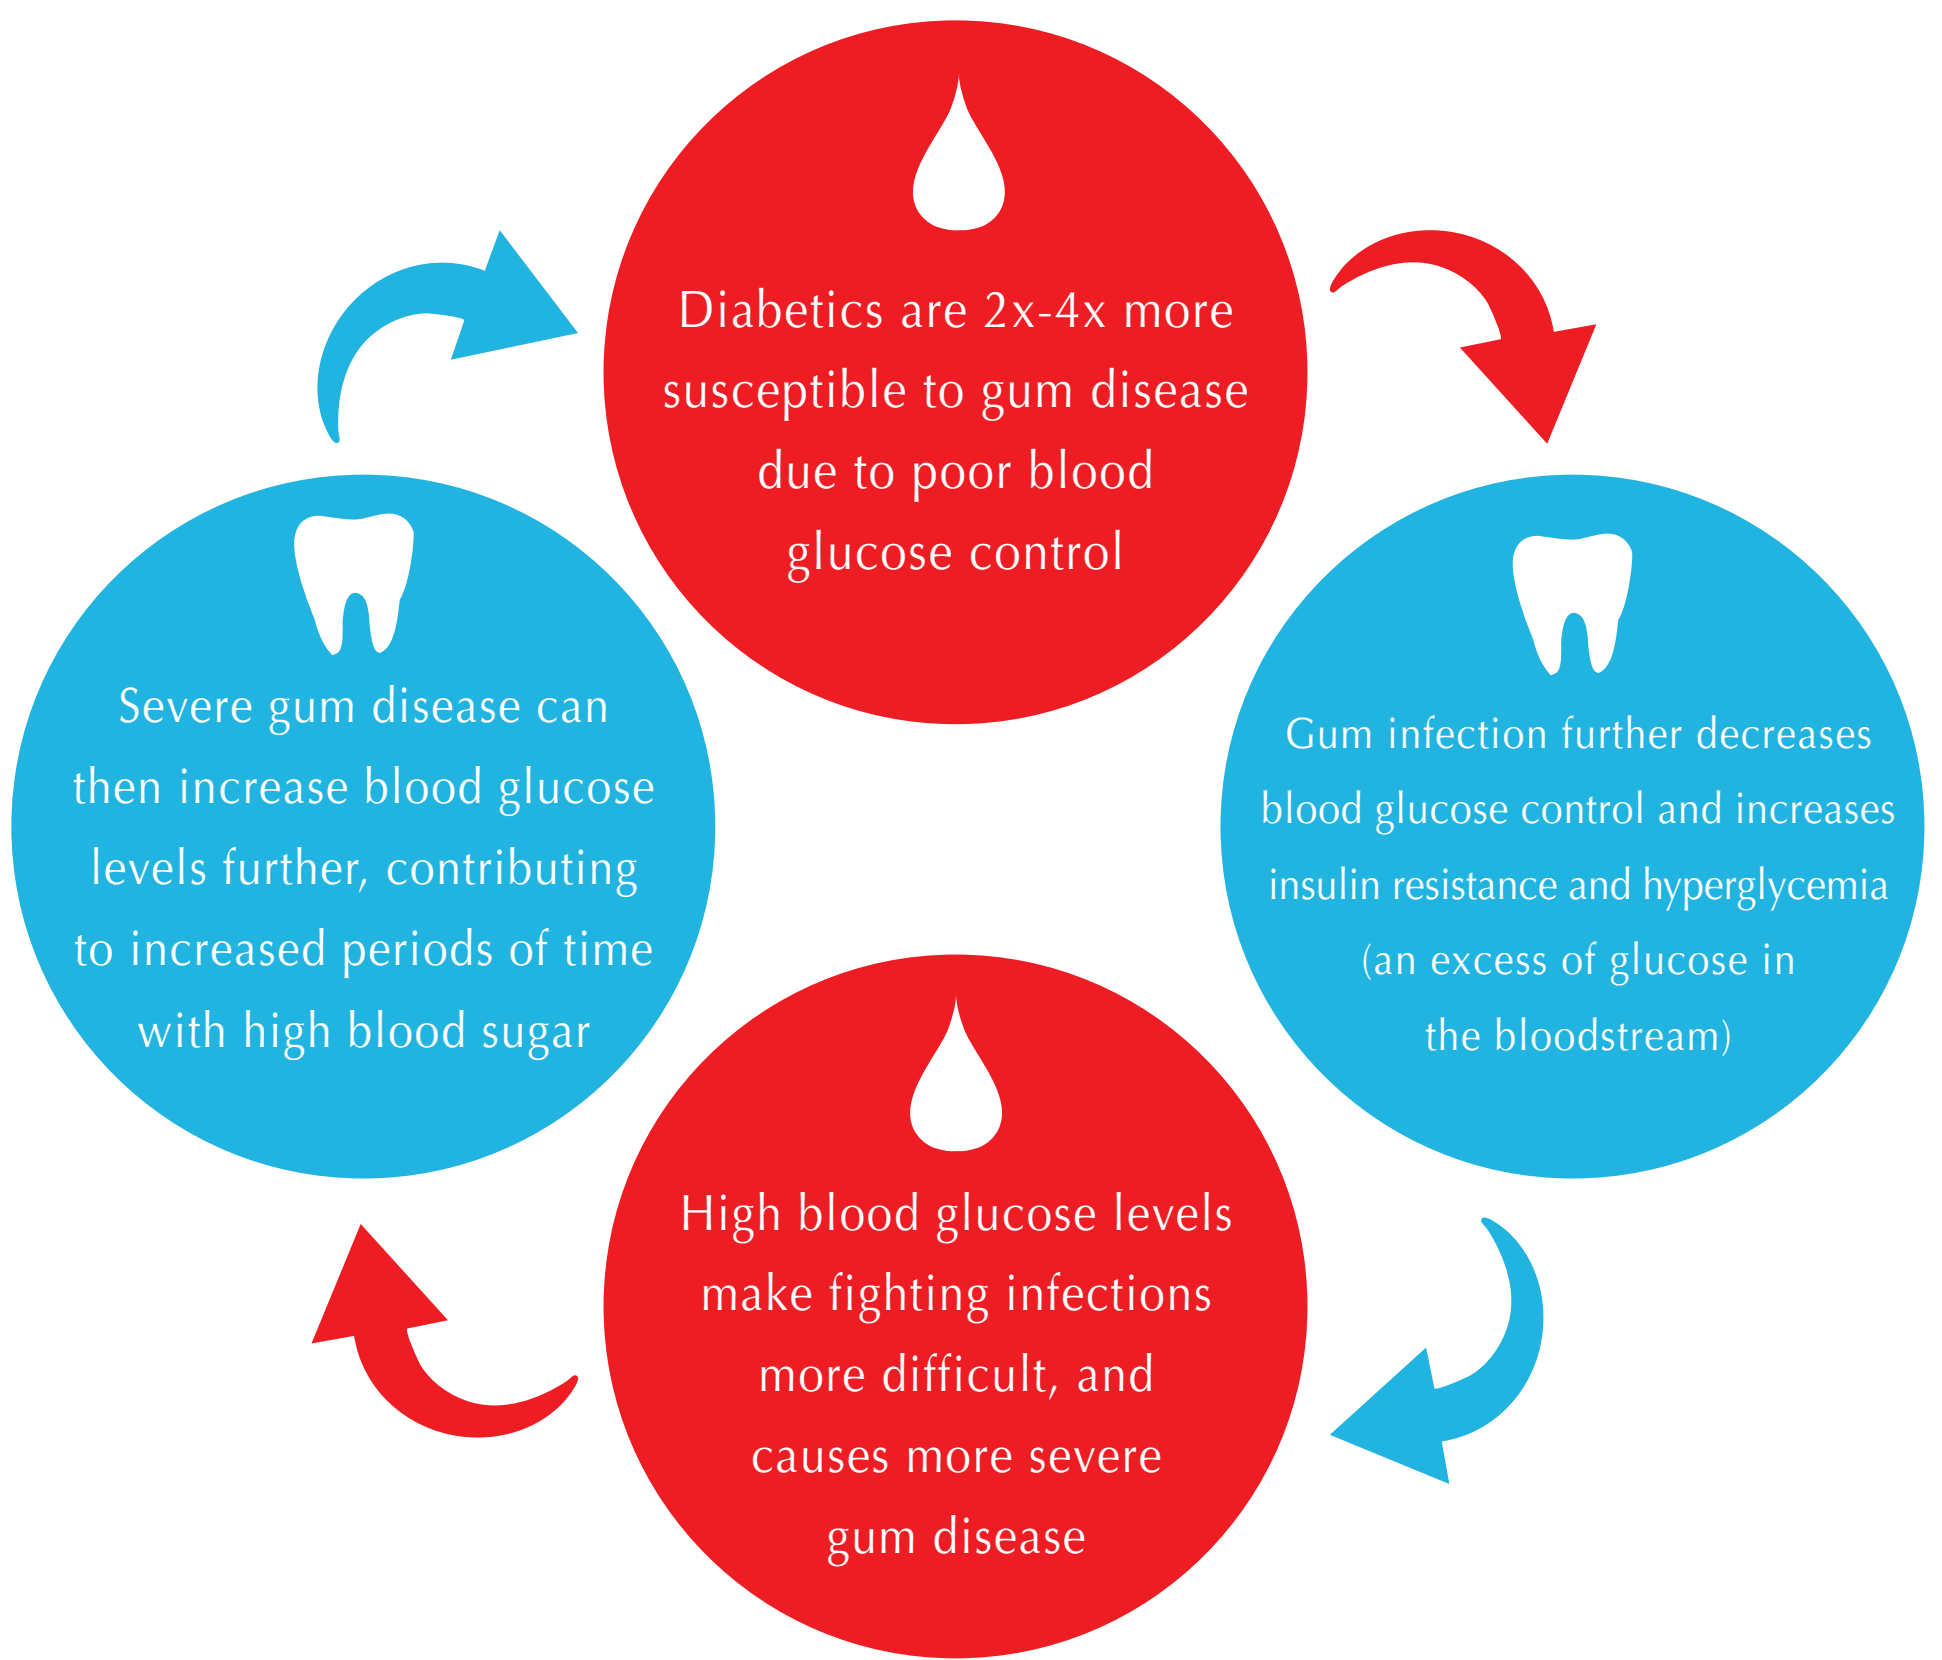 Diabetics are 2x-4x more
susceptible to gum disease
due to poor blood
glucose control
Gum infection further decreases
blood glucose control and increases
insulin resistance and hyperglycemia
(an excess of glucose in
the bloodstream)
High blood glucose levels
make fighting infections
more difficult, and
causes more severe
gum disease
Severe gum disease can
then increase blood glucose
levels further, contributing
to increased periods of time
with high blood sugar